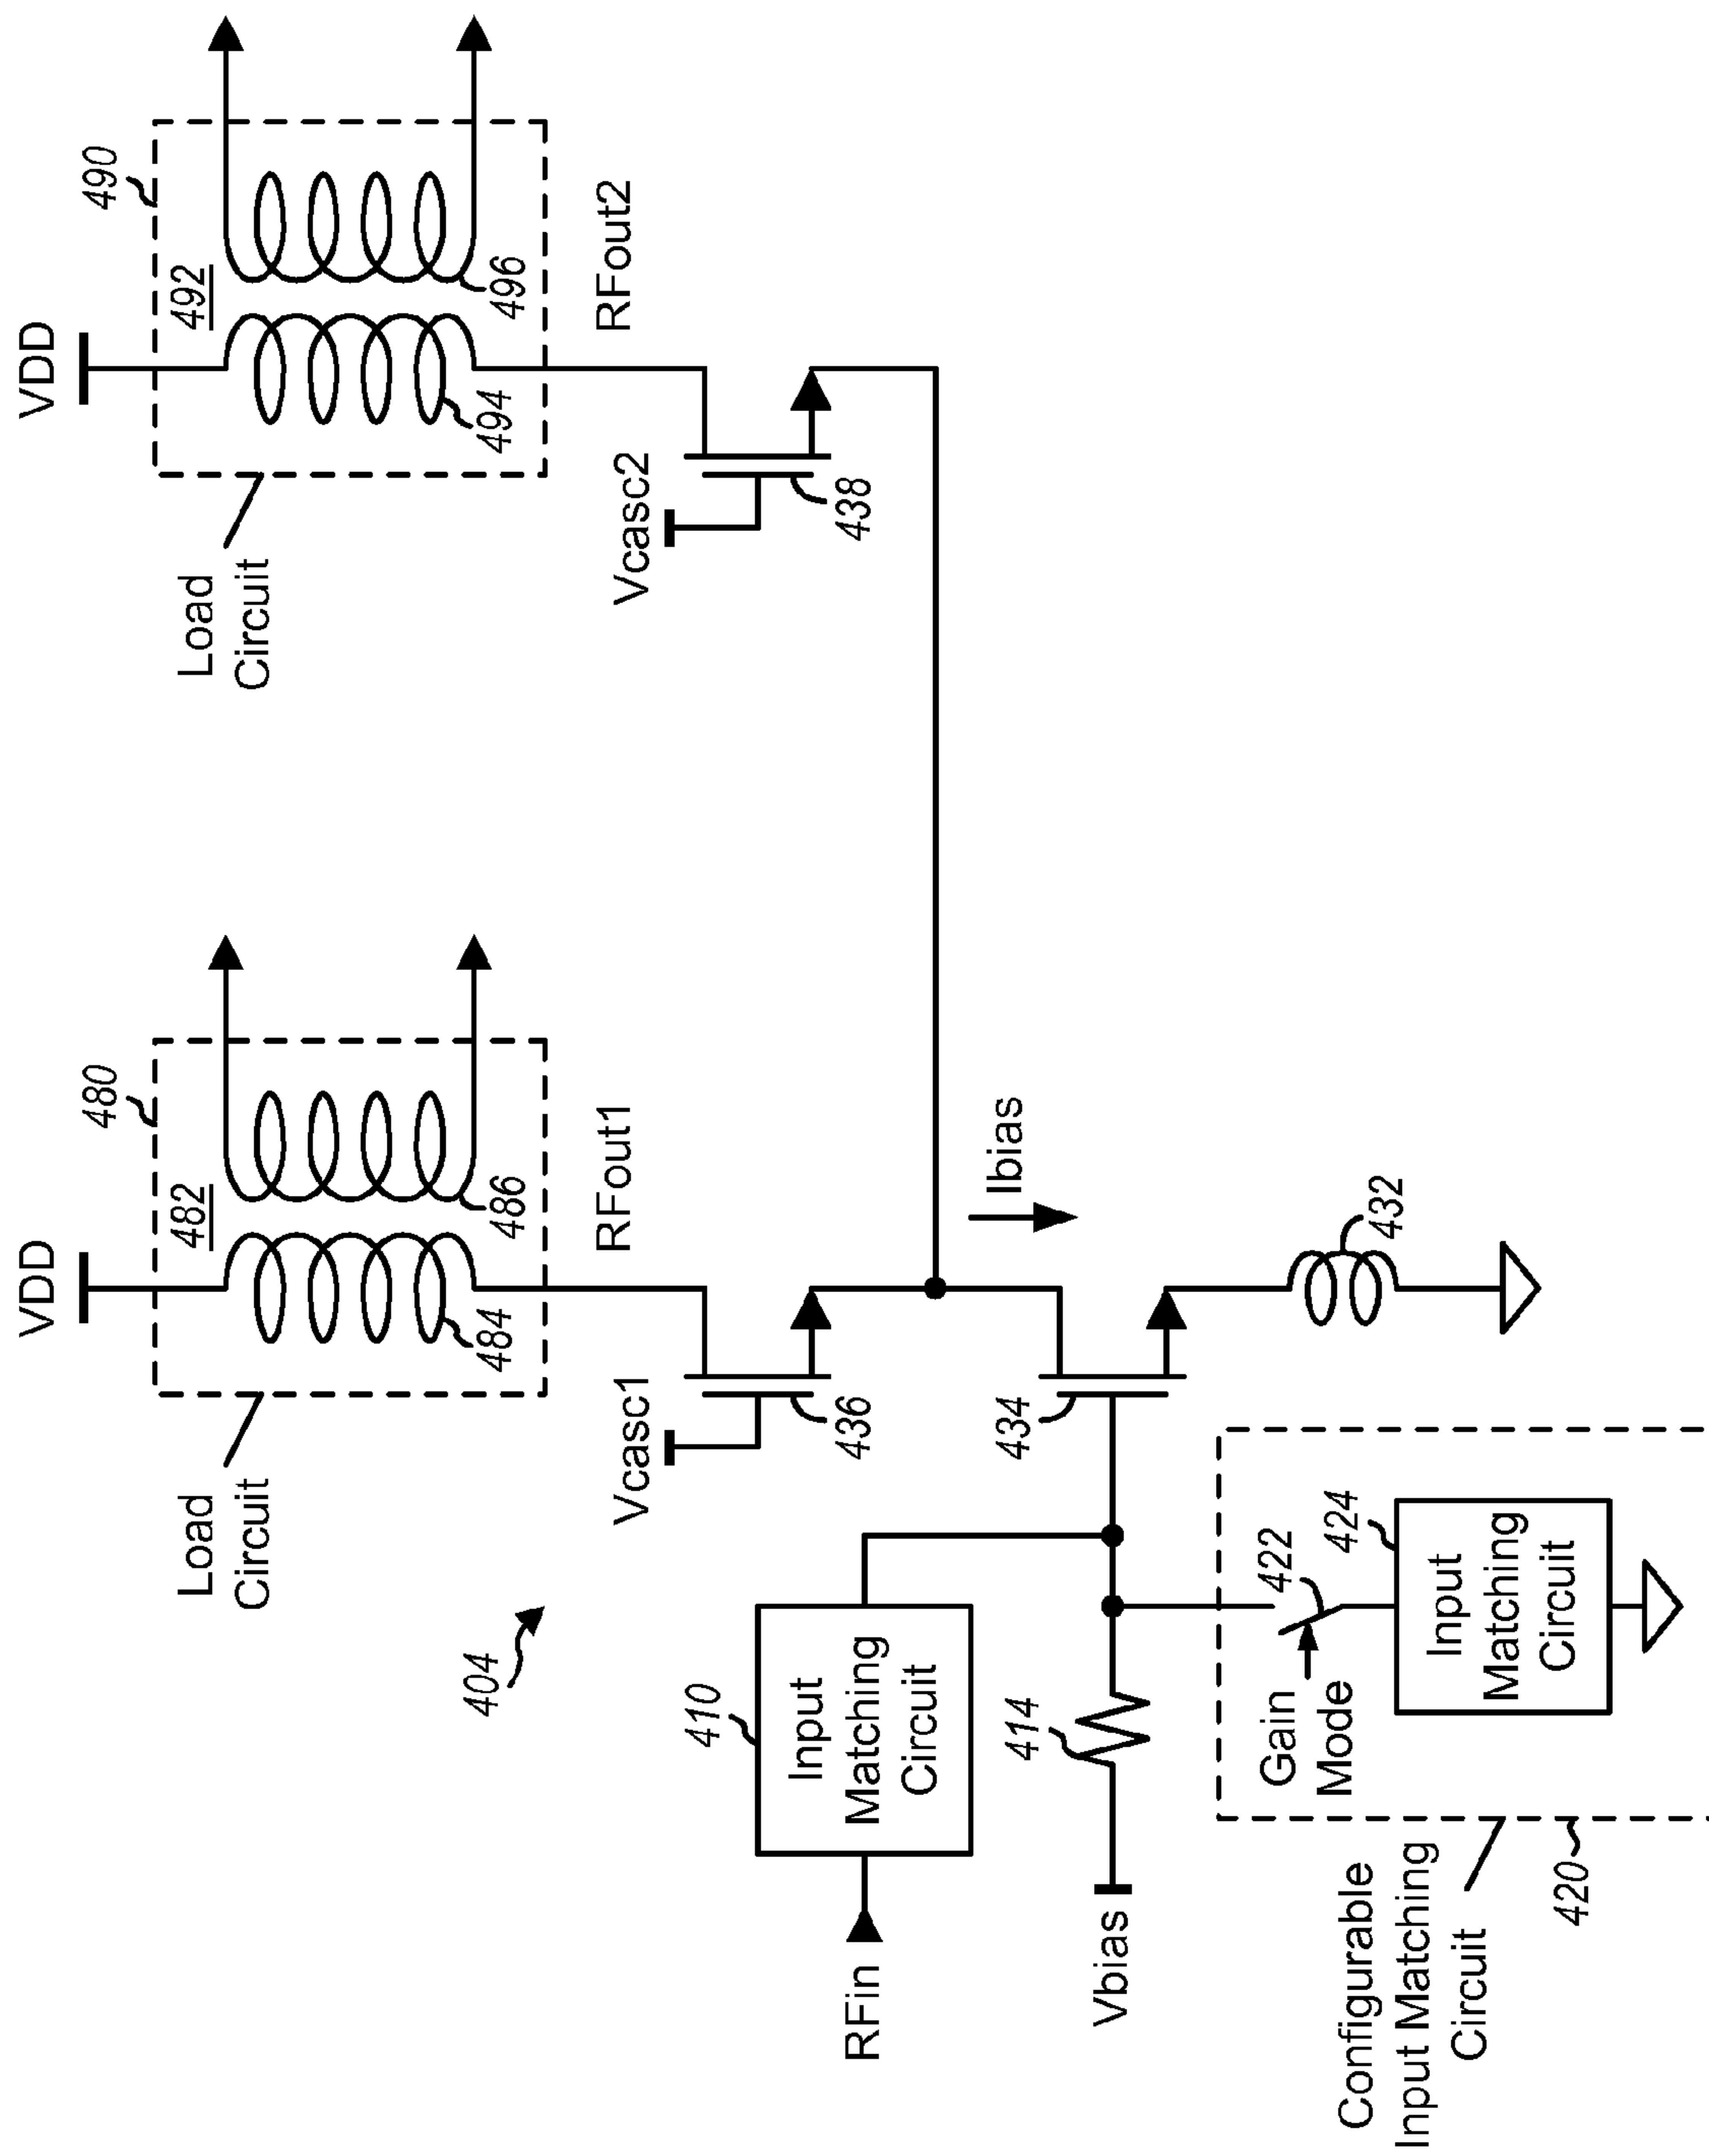 VDD
VDD
480
490
Load
Circuit
482
484
486
Load
Circuit
492
494
496
RFout1
RFout2
404
Vcasc1
436
Vcasc2
438
RFin
410
Input
Matching
Circuit
Ibias
434
Vbias
414
432
Configurable
Input Matching
Circuit
420
Gain
Mode
422
424
Input
Matching
Circuit